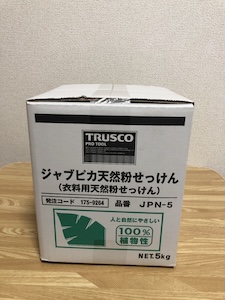 TRUSCO
PRO TOOL
ジャブピカ天然粉せっけん
(衣料用天然粉せっけん)
発注コード 175-9264 品番 JPN-5
人と自然にやさしい
100%
植物性
NET.5kg